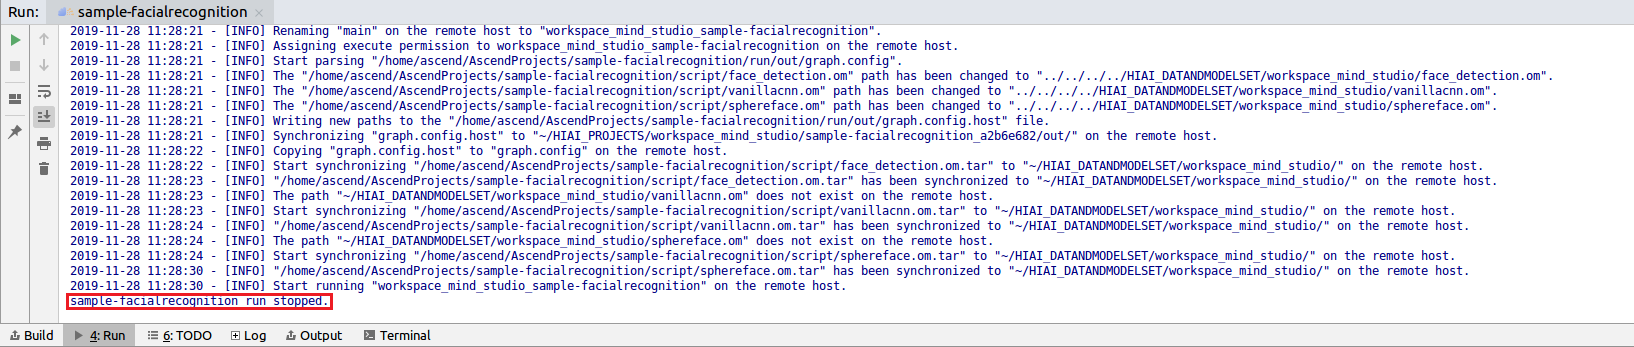 Run: sample-facialrecognition
2019-11-28 11:28:21 - [INFO] Renaming "main" on the remote host to "workspace_mind_studio_sample-facialrecognition".
2019-11-28 11:28:21 - [INFO] Assigning execute permission to workspace_mind_studio_sample-facialrecognition on the remote host.
2019-11-28 11:28:21 - [INFO] Start parsing "/home/ascend/AscendProjects/sample-facialrecognition/run/out/graph.config".
2019-11-28 11:28:21 - [INFO] The "/home/ascend/AscendProjects/sample-facialrecognition/script/face_detection.om" path has been changed to "../../../../HIAI_DATANDMODELSET/workspace_mind_studio/face_detection.om".
2019-11-28 11:28:21 - [INFO] The "/home/ascend/AscendProjects/sample-facialrecognition/script/vanillacnn.om" path has been changed to "../../../../HIAI_DATANDMODELSET/workspace_mind_studio/vanillacnn.om".
2019-11-28 11:28:21 - [INFO] The "/home/ascend/AscendProjects/sample-facialrecognition/script/sphereface.om" path has been changed to "../../../../HIAI_DATANDMODELSET/workspace_mind_studio/sphereface.om".
2019-11-28 11:28:21 - [INFO] Writing new paths to the "/home/ascend/AscendProjects/sample-facialrecognition/run/out/graph.config.host" file.
2019-11-28 11:28:21 - [INFO] Synchronizing "graph.config.host" to "~/HIAI_PROJECTS/workspace_mind_studio/sample-facialrecognition_a2b6e682/out/" on the remote host.
2019-11-28 11:28:22 - [INFO] Copying "graph.config.host" to "graph.config" on the remote host.
2019-11-28 11:28:22 - [INFO] Start synchronizing "/home/ascend/AscendProjects/sample-facialrecognition/script/face_detection.om.tar" to "~/HIAI_DATANDMODELSET/workspace_mind_studio/" on the remote host.
2019-11-28 11:28:23 - [INFO] "/home/ascend/AscendProjects/sample-facialrecognition/script/face_detection.om.tar" has been synchronized to "~/HIAI_DATANDMODELSET/workspace_mind_studio/" on the remote host.
2019-11-28 11:28:23 - [INFO] The path "~/HIAI_DATANDMODELSET/workspace_mind_studio/vanillacnn.om" does not exist on the remote host.
2019-11-28 11:28:23 - [INFO] Start synchronizing "/home/ascend/AscendProjects/sample-facialrecognition/script/vanillacnn.om.tar" to "~/HIAI_DATANDMODELSET/workspace_mind_studio/" on the remote host.
2019-11-28 11:28:24 - [INFO] "/home/ascend/AscendProjects/sample-facialrecognition/script/vanillacnn.om.tar" has been synchronized to "~/HIAI_DATANDMODELSET/workspace_mind_studio/" on the remote host.
2019-11-28 11:28:24 - [INFO] The path "~/HIAI_DATANDMODELSET/workspace_mind_studio/sphereface.om" does not exist on the remote host.
2019-11-28 11:28:24 - [INFO] Start synchronizing "/home/ascend/AscendProjects/sample-facialrecognition/script/sphereface.om.tar" to "~/HIAI_DATANDMODELSET/workspace_mind_studio/" on the remote host.
2019-11-28 11:28:30 - [INFO] "/home/ascend/AscendProjects/sample-facialrecognition/script/sphereface.om.tar" has been synchronized to "~/HIAI_DATANDMODELSET/workspace_mind_studio/" on the remote host.
2019-11-28 11:28:30 - [INFO] Start running "workspace_mind_studio_sample-facialrecognition" on the remote host.
sample-facialrecognition run stopped.
Build 4: Run 6: TODO Log Output Terminal